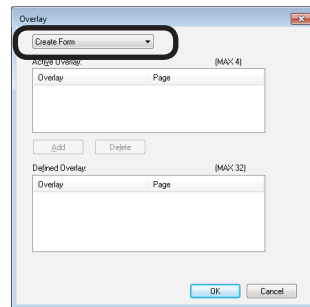 Overlay
Create Form
Active Overlay: (MAX 4)
Overlay Page
Add Delete
Defined Overlay: (MAX 32)
Overlay Page
OK Cancel